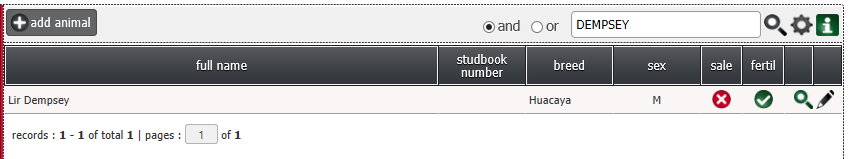 add animal
and or DEMPSEY
full name studbook number breed sex sale fertil
Lir Dempsey Huacaya M
records : 1 - 1 of total 1 | pages : 1 of 1